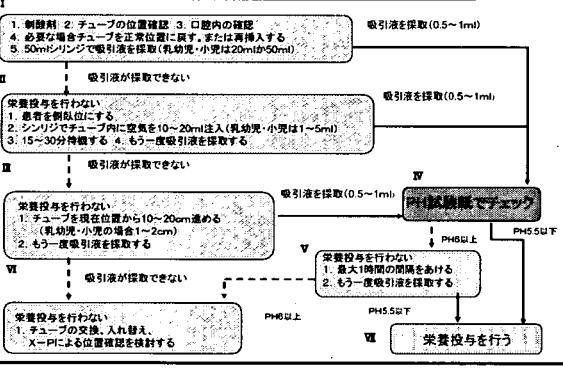 I
1. 制酸剤 2. チューブの位置確認 3. 口腔内の確認
4. 必要な場合チューブを正常位置に戻す。または再挿入する
5. 50mlシリンジで吸引液を採取(乳幼児・小児は20mlか50ml)
吸引液を採取(0.5～1ml)
II
吸引液が採取できない
栄養投与を行わない
1. 患者を側臥位にする
2. シンリジでチューブ内に空気を10～20ml注入(乳幼児・小児は1～5ml)
3. 15～30分待機する 4. もう一度吸引液を採取する
吸引液を採取(0.5～1ml)
III
吸引液が採取できない
栄養投与を行わない
1. チューブを現在位置から10～20cm進める
(乳幼児・小児の場合1～2cm)
2. もう一度吸引液を採取する
吸引液を採取(0.5～1ml)
IV
PH試験紙でチェック
PH6以上
PH5.5以下
V
栄養投与を行わない
1. 最大1時間の間隔をあける
2. もう一度吸引液を採取する
VI
吸引液が採取できない
栄養投与を行わない
1. チューブの交換、入れ替え、
X-Pによる位置確認を検討する
PH6以上
PH5.5以下
VII
栄養投与を行う